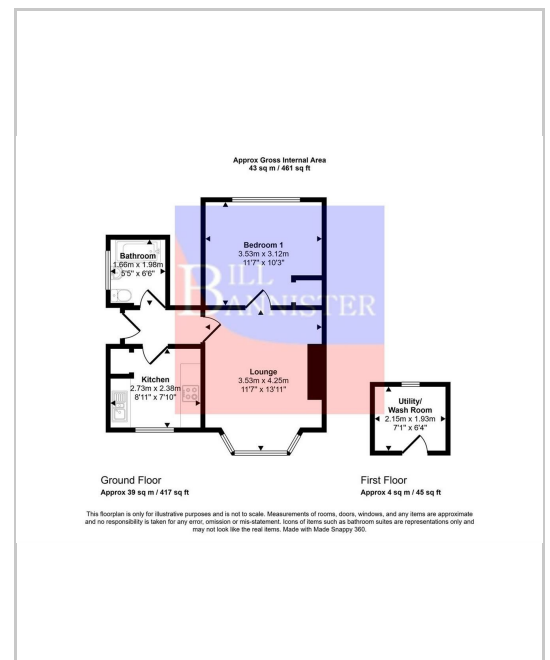 Approx Gross Internal Area
43 sq m / 461 sq ft
Bedroom 1
3.53m x 3.12m
11'7" x 10'3"
Bathroom
1.66m x 1.98m
5'5" x 6'6"
BILL
BANNISTER
Kitchen
2.73m x 2.38m
8'11" x 7'10"
Lounge
3.53m x 4.25m
11'7" x 13'11"
Utility/
Wash Room
2.15m x 1.93m
7'1" x 6'4"
Ground Floor
Approx 39 sq m / 417 sq ft
First Floor
Approx 4 sq m / 45 sq ft
This floorplan is only for illustrative purposes and is not to scale. Measurements of rooms, doors, windows, and any items are approximate
and no responsibility is taken for any error, omission or mis-statement. Icons of items such as bathroom suites are representations only and
may not look like the real items. Made with Made Snappy 360.